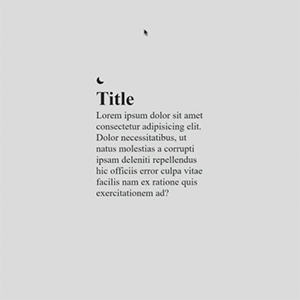 Title
Lorem ipsum dolor sit amet
consectetur adipisicing elit.
Dolor necessitatibus, ut
natus molestias a corrupti
ipsam deleniti repellendus
hic officiis error culpa vitae
facilis nam ex ratione quis
exercitationem ad?